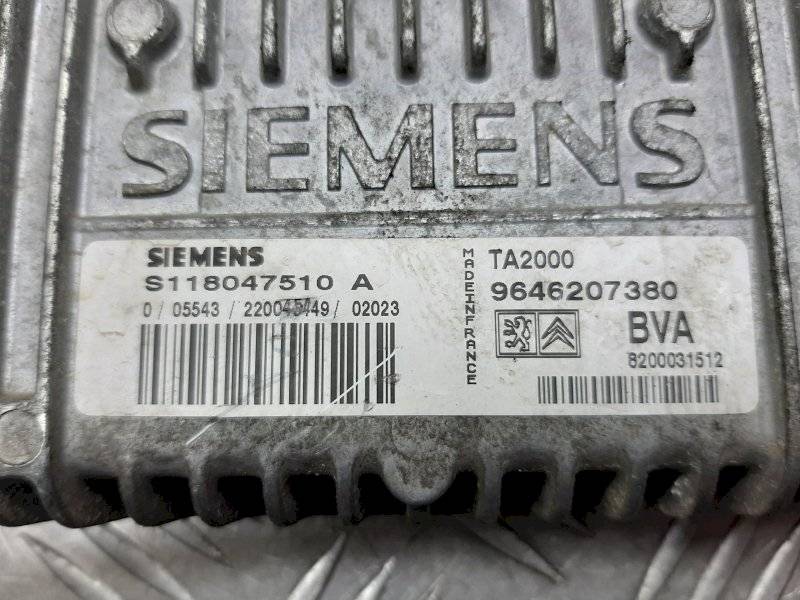 SIEMENS
SIEMENS
S118047510 A
0 / 05543 / 220045449/ 02023
MADEINFRANCE
TA2000
9646207380
BVA
8200031512